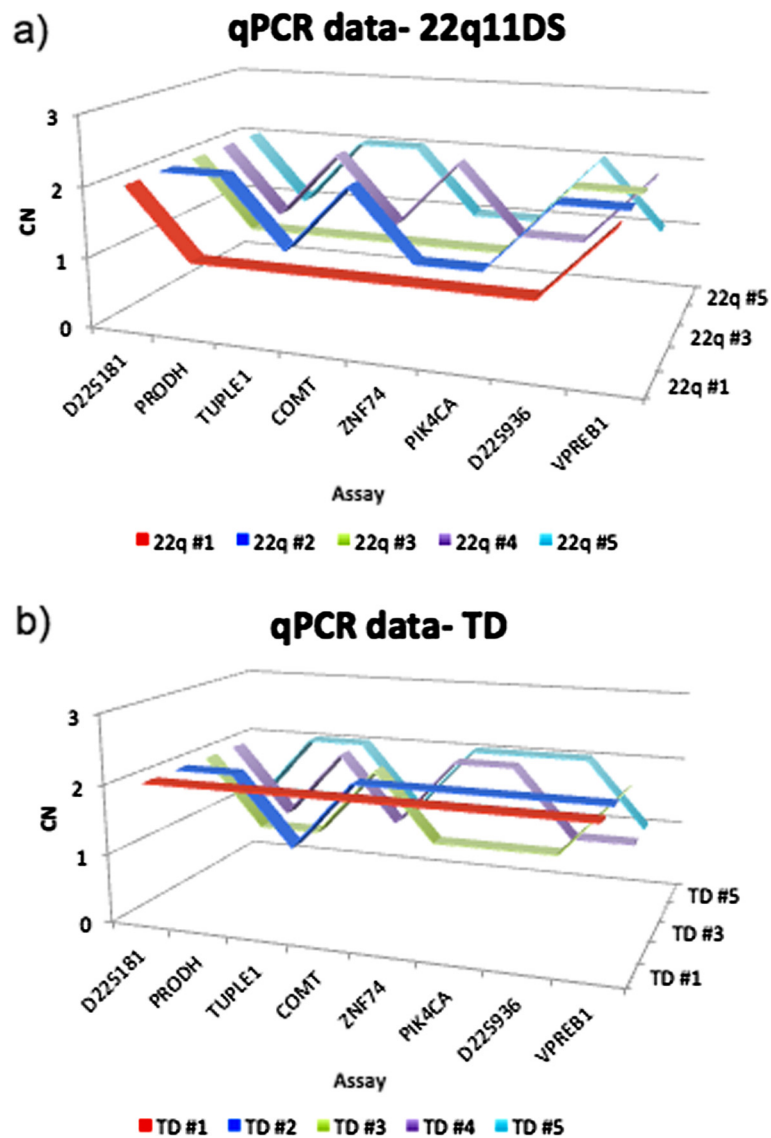 a)
qPCR data- 22q11DS
3
2
1
0
CN
D22S181
PRODH
TUPLE1
COMT
ZNF74
PIK4CA
D22S936
VPREB1
22q #5
22q #3
22q #1
Assay
22q #1 22q #2 22q #3 22q #4 22q #5
b)
qPCR data- TD
3
2
1
0
CN
D22S181
PRODH
TUPLE1
COMT
ZNF74
PIK4CA
D22S936
VPREB1
TD #5
TD #3
TD #1
Assay
TD #1 TD #2 TD #3 TD #4 TD #5